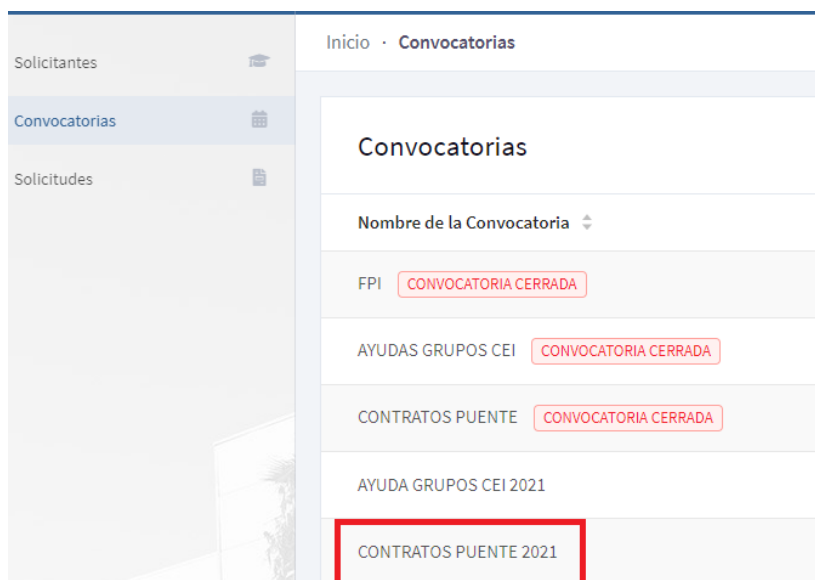 Solicitantes
Convocatorias
Solicitudes
Inicio · Convocatorias
Convocatorias
Nombre de la Convocatoria
FPI CONVOCATORIA CERRADA
AYUDAS GRUPOS CEI CONVOCATORIA CERRADA
CONTRATOS PUENTE CONVOCATORIA CERRADA
AYUDA GRUPOS CEI 2021
CONTRATOS PUENTE 2021